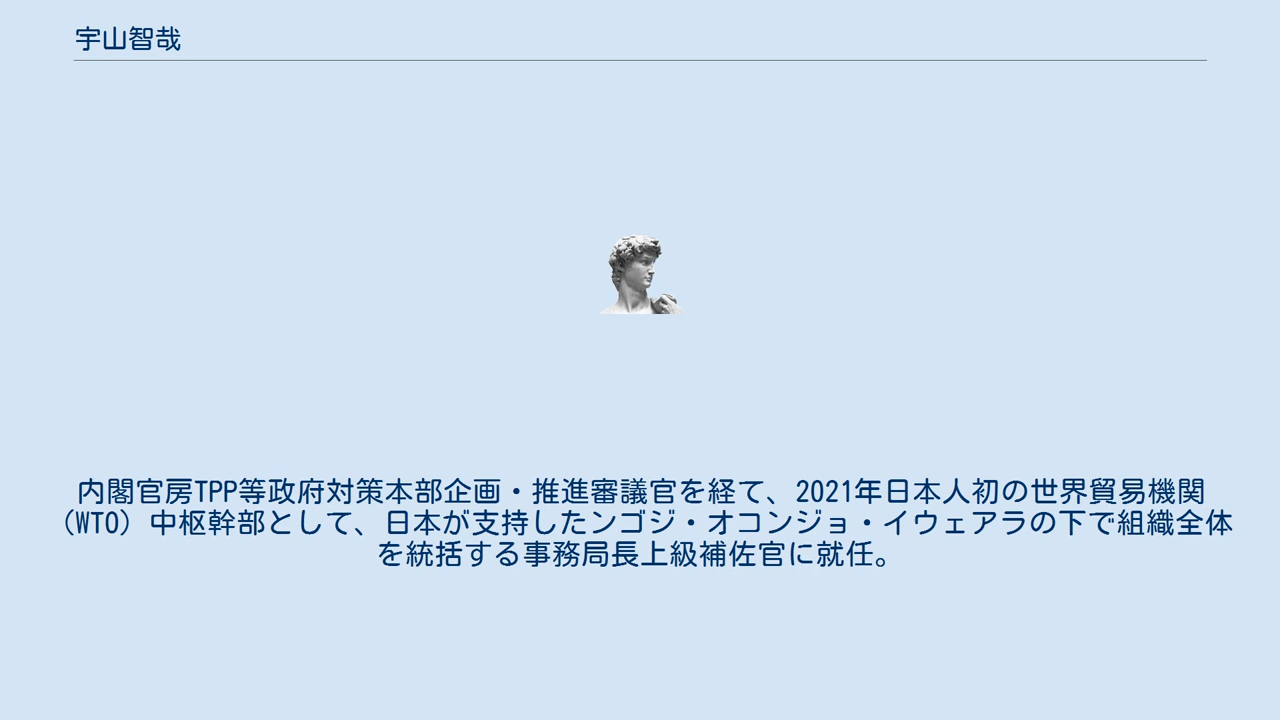 宇山智哉
内閣官房TPP等政府対策本部企画・推進審議官を経て、2021年日本人初の世界貿易機関
（WTO）中枢幹部として、日本が支持したンゴジ・オコンジョ・イウェアラの下で組織全体
を統括する事務局長上級補佐官に就任。